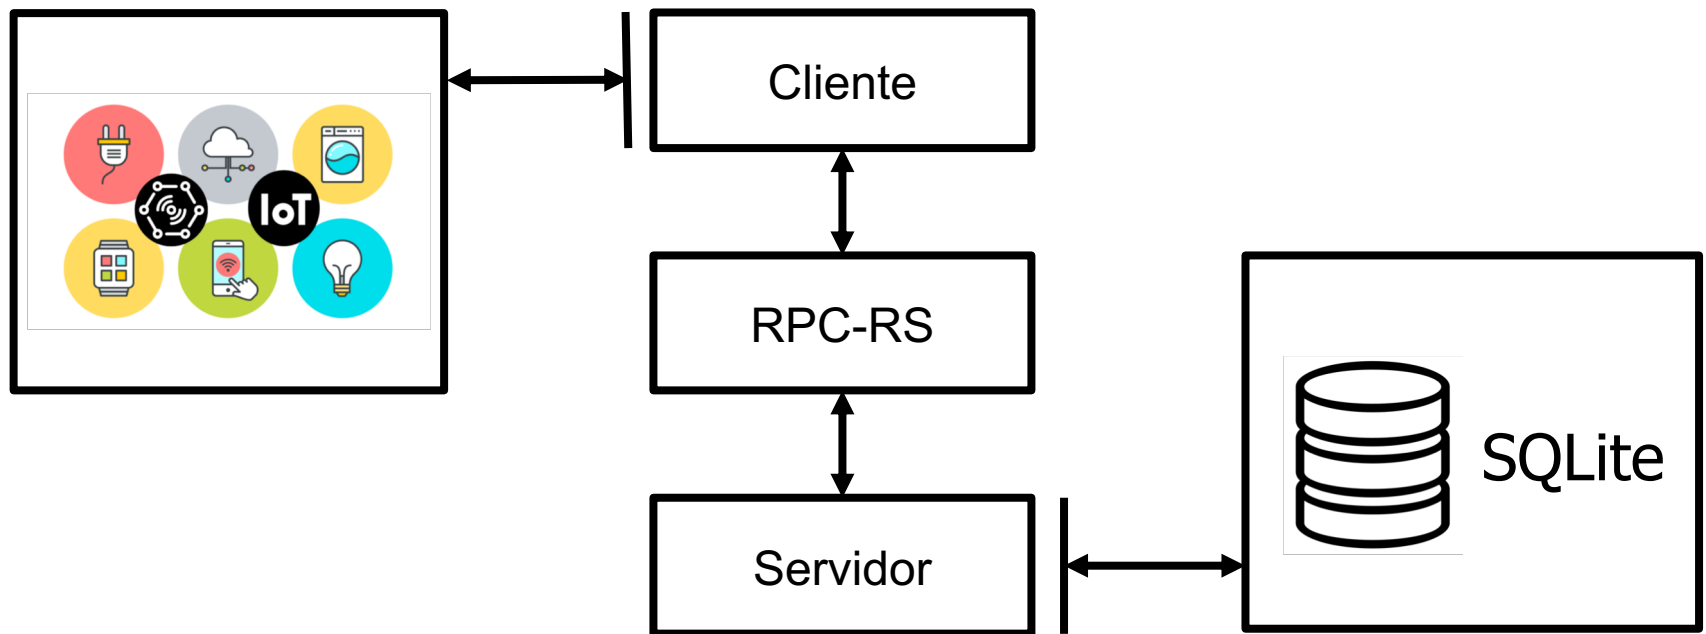 Cliente
IoT
RPC-RS
SQLite
Servidor